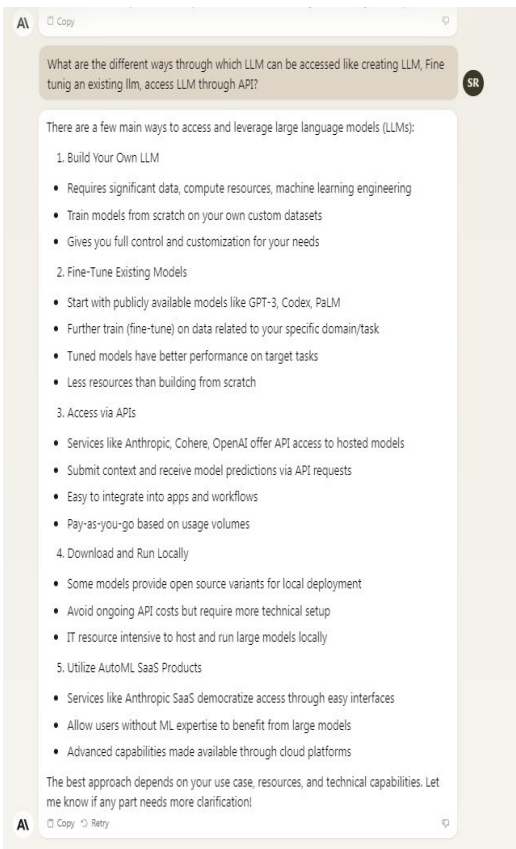 Copy
What are the different ways through which LLM can be accessed like creating LLM, Fine
tunig an existing llm, access LLM through API?
SR
There are a few main ways to access and leverage large language models (LLMs):
1. Build Your Own LLM
• Requires significant data, compute resources, machine learning engineering
• Train models from scratch on your own custom datasets
• Gives you full control and customization for your needs
2. Fine-Tune Existing Models
• Start with publicly available models like GPT-3, Codex, PaLM
• Further train (fine-tune) on data related to your specific domain/task
• Tuned models have better performance on target tasks
• Less resources than building from scratch
3. Access via APIs
• Services like Anthropic, Cohere, OpenAI offer API access to hosted models
• Submit context and receive model predictions via API requests
• Easy to integrate into apps and workflows
• Pay-as-you-go based on usage volumes
4. Download and Run Locally
• Some models provide open source variants for local deployment
• Avoid ongoing API costs but require more technical setup
• IT resource intensive to host and run large models locally
5. Utilize AutoML SaaS Products
• Services like Anthropic SaaS democratize access through easy interfaces
• Allow users without ML expertise to benefit from large models
• Advanced capabilities made available through cloud platforms
The best approach depends on your use case, resources, and technical capabilities. Let
me know if any part needs more clarification!
A\ Copy Retry